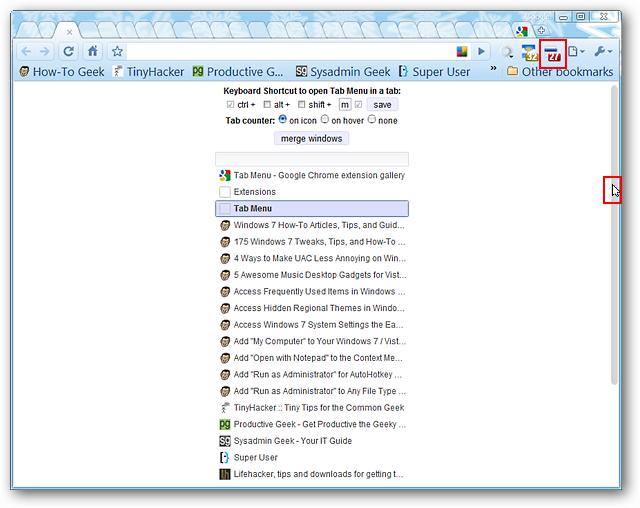 32
27
How-To Geek TinyHacker Productive G... Sysadmin Geek Super User » Other bookmarks
Keyboard Shortcut to open Tab Menu in a tab:
ctrl + alt + shift + m save
Tab counter: on icon on hover none
merge windows
Tab Menu - Google Chrome extension gallery
Extensions
Tab Menu
Windows 7 How-To Articles, Tips, and Guid...
175 Windows 7 Tweaks, Tips, and How-To ...
4 Ways to Make UAC Less Annoying on Win...
5 Awesome Music Desktop Gadgets for Vist...
Access Frequently Used Items in Windows ...
Access Hidden Regional Themes in Windo...
Access Windows 7 System Settings the Ea...
Add "My Computer" to Your Windows 7 / Vist...
Add "Open with Notepad" to the Context Me...
Add "Run as Administrator" for AutoHotkey ...
Add "Run as Administrator" to Any File Type ...
TinyHacker :: Tiny Tips for the Common Geek
pg Productive Geek - Get Productive the Geeky ...
Sg Sysadmin Geek - Your IT Guide
Super User
lh Lifehacker, tips and downloads for getting t...